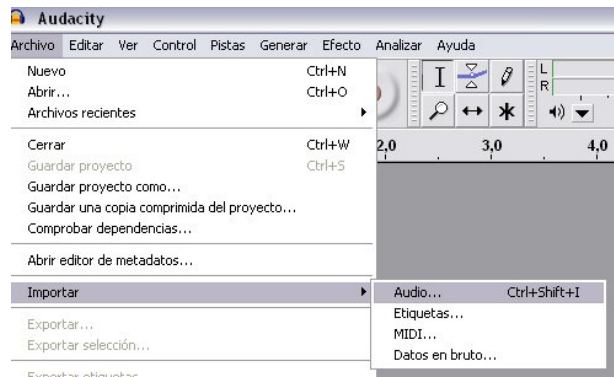 Audacity
Archivo Editar Ver Control Pistas Generar Efecto Analizar Ayuda
Nuevo Ctrl+N
Abrir... Ctrl+O
Archivos recientes
L
R
Cerrar Ctrl+W
2,0 3,0 4,0
Guardar proyecto Ctrl+S
Guardar proyecto como...
Guardar una copia comprimida del proyecto...
Comprobar dependencias...
Abrir editor de metadatos...
Importar
Audio... Ctrl+Shift+I
Etiquetas...
MIDI...
Datos en bruto...
Exportar...
Exportar selección...
Exportar etiquetas